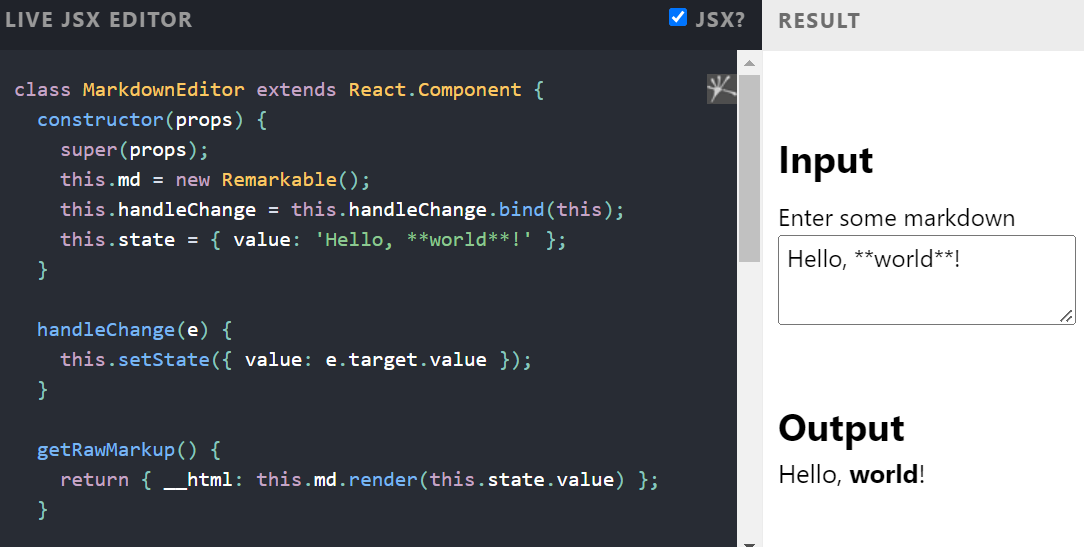 LIVE JSX EDITOR
JSX?
class MarkdownEditor extends React.Component {
  constructor(props) {
    super(props);
    this.md = new Remarkable();
    this.handleChange = this.handleChange.bind(this);
    this.state = { value: 'Hello, **world**!' };
  }

  handleChange(e) {
    this.setState({ value: e.target.value });
  }

  getRawMarkup() {
    return { __html: this.md.render(this.state.value) };
  }
RESULT
Input
Enter some markdown
Hello, **world**!
Output
Hello, world!